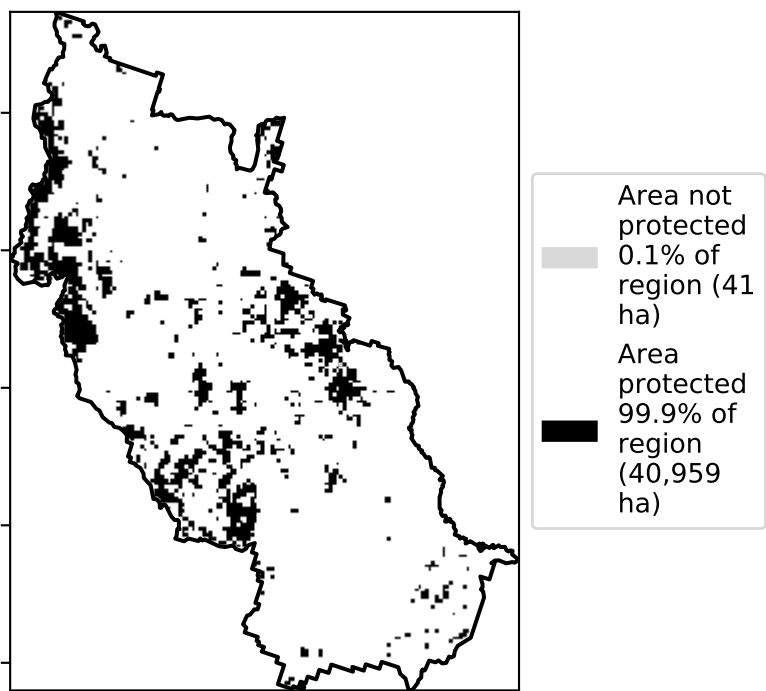 Area not
protected
0.1% of
region (41
ha)
Area
protected
99.9% of
region
(40,959
ha)